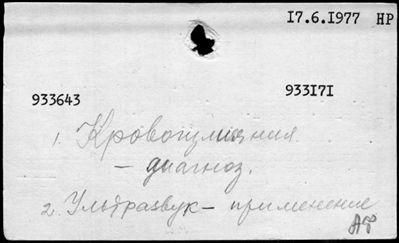 17.6.1977 НР
933171
933643
1. Кровоизлияния
– диагноз.
2. Ультразвук – применение